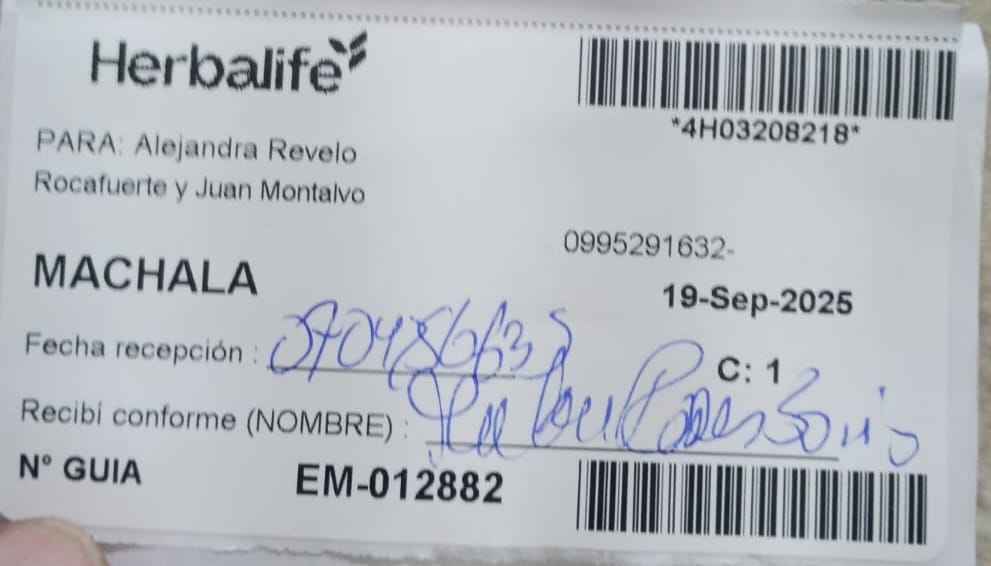 Herbalife
*4H03208218*
PARA: Alejandra Revelo
Rocafuerte y Juan Montalvo
0995291632-
MACHALA
19-Sep-2025
Fecha recepción :
C: 1
Recibí conforme (NOMBRE) :
N° GUIA EM-012882